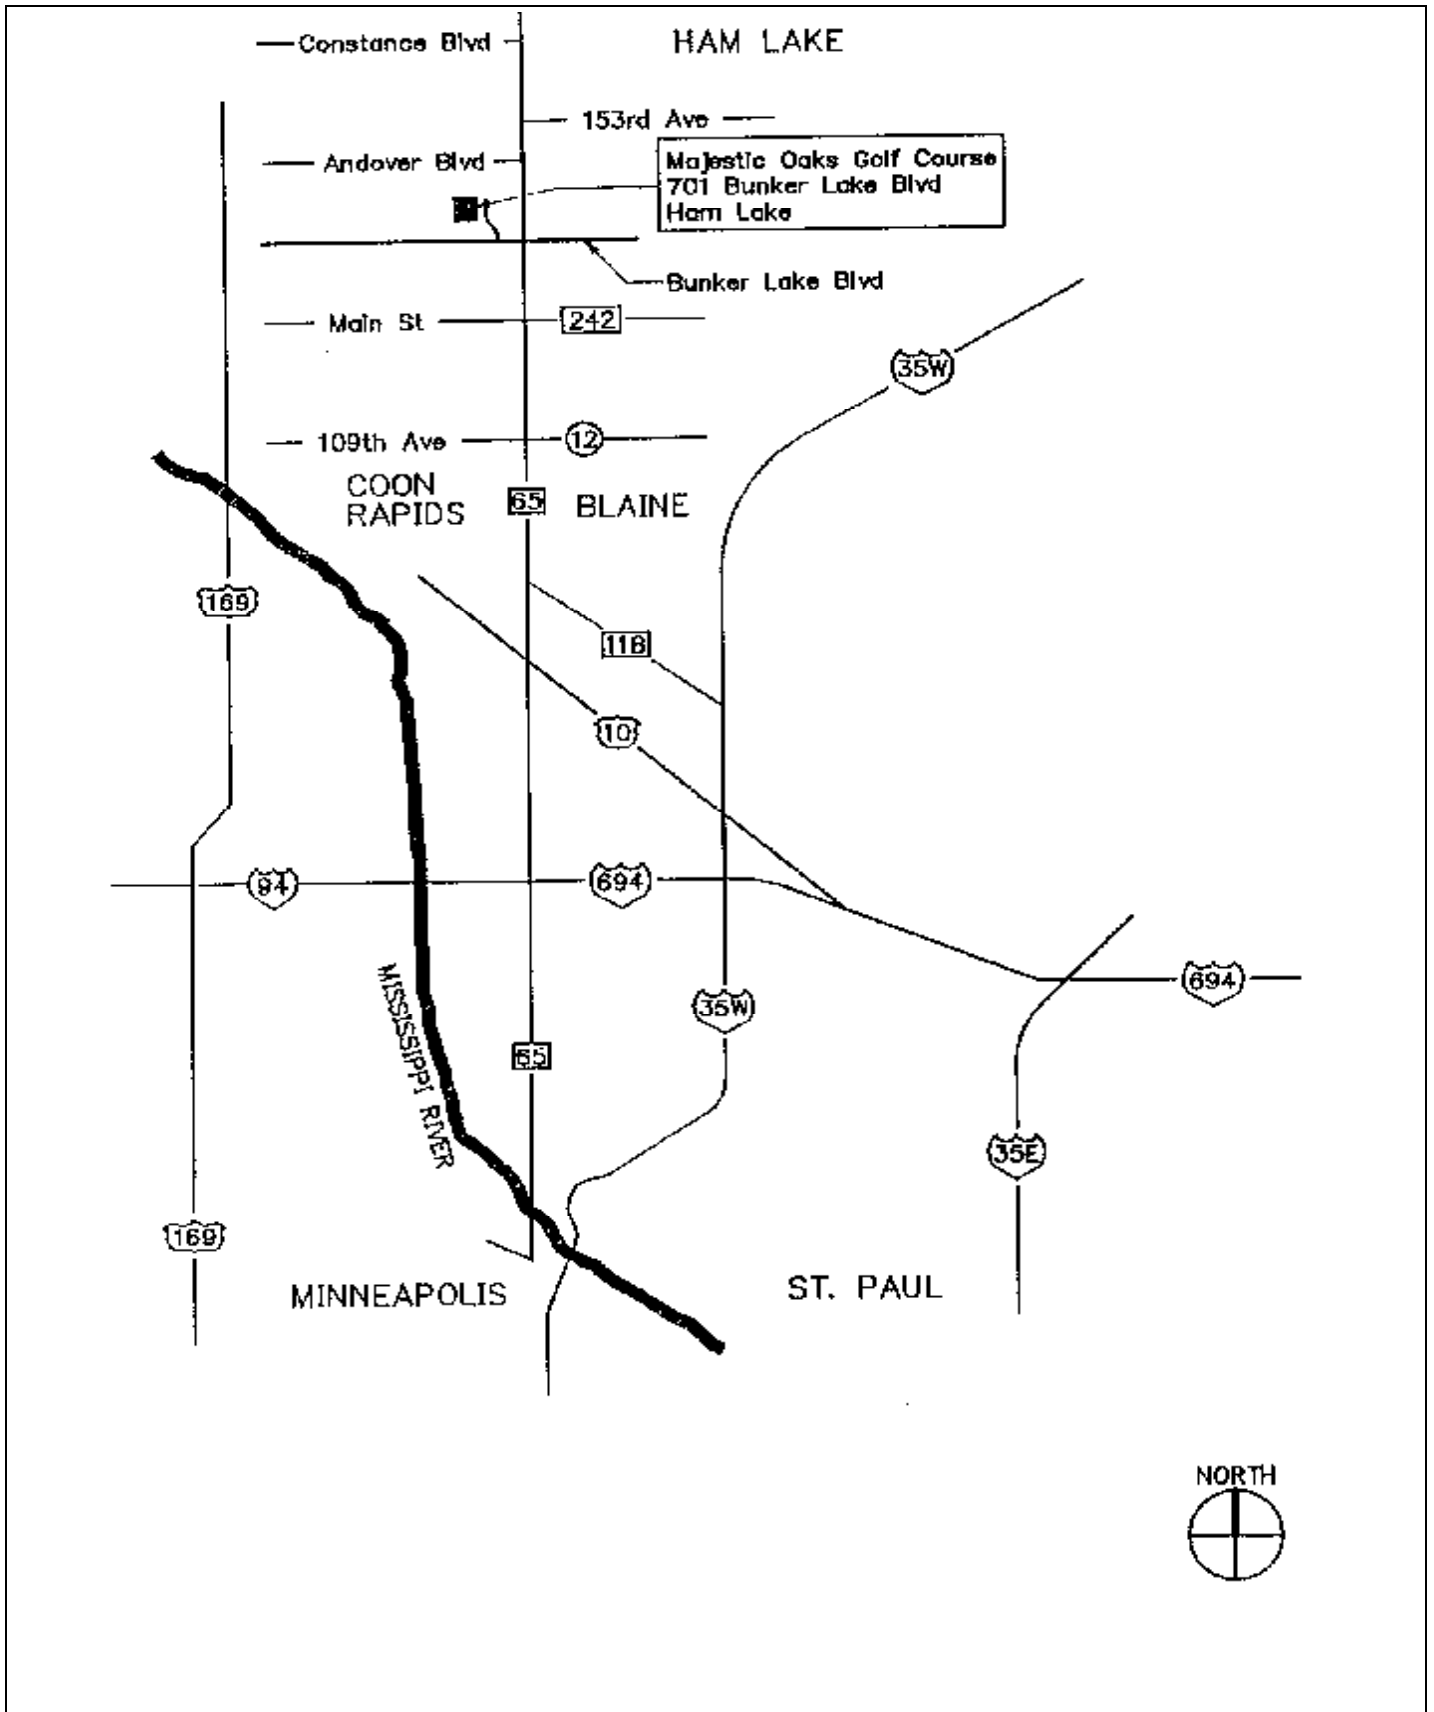 Constance Blvd
HAM LAKE
153rd Ave
Andover Blvd
Majestic Oaks Golf Course
701 Bunker Lake Blvd
Ham Lake
Bunker Lake Blvd
Main St
242
35W
109th Ave
12
COON
RAPIDS
65
BLAINE
169
118
10
94
694
694
35W
MISSISSIPPI RIVER
65
35E
169
MINNEAPOLIS
ST. PAUL
NORTH